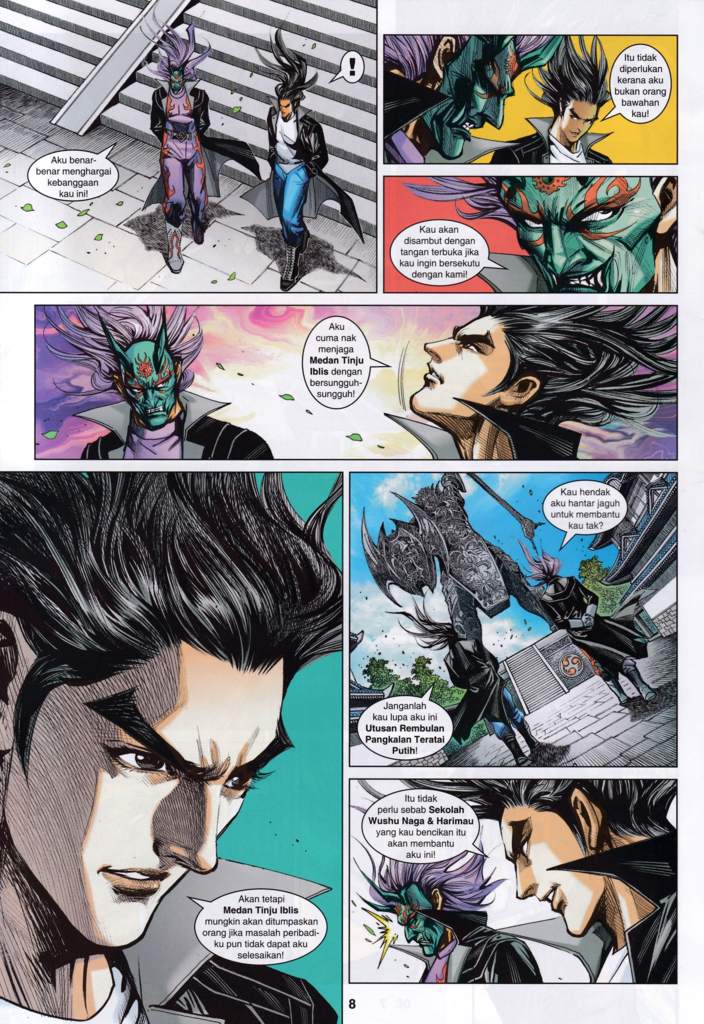 !
Aku benar-
benar menghargai
kebanggaan
kau ini!
Itu tidak
diperlukan
kerana aku
bukan orang
bawahan
kau!
Kau akan
disambut dengan
tangan terbuka jika
kau ingin bersekutu
dengan kami!
Aku
cuma nak
menjaga
Medan Tinju
Iblis dengan
bersungguh-
sungguh!
Akan tetapi
Medan Tinju Iblis
mungkin akan ditumpaskan
orang jika masalah peribadi-
ku pun tidak dapat aku
selesaikan!
Kau hendak
aku hantar jaguh
untuk membantu
kau tak?
Janganlah
kau lupa aku ini
Utusan Rembulan
Pangkalan Teratai
Putih!
Itu tidak
perlu sebab Sekolah
Wushu Naga & Harimau
yang kau bencikan itu
akan membantu
aku ini!
8